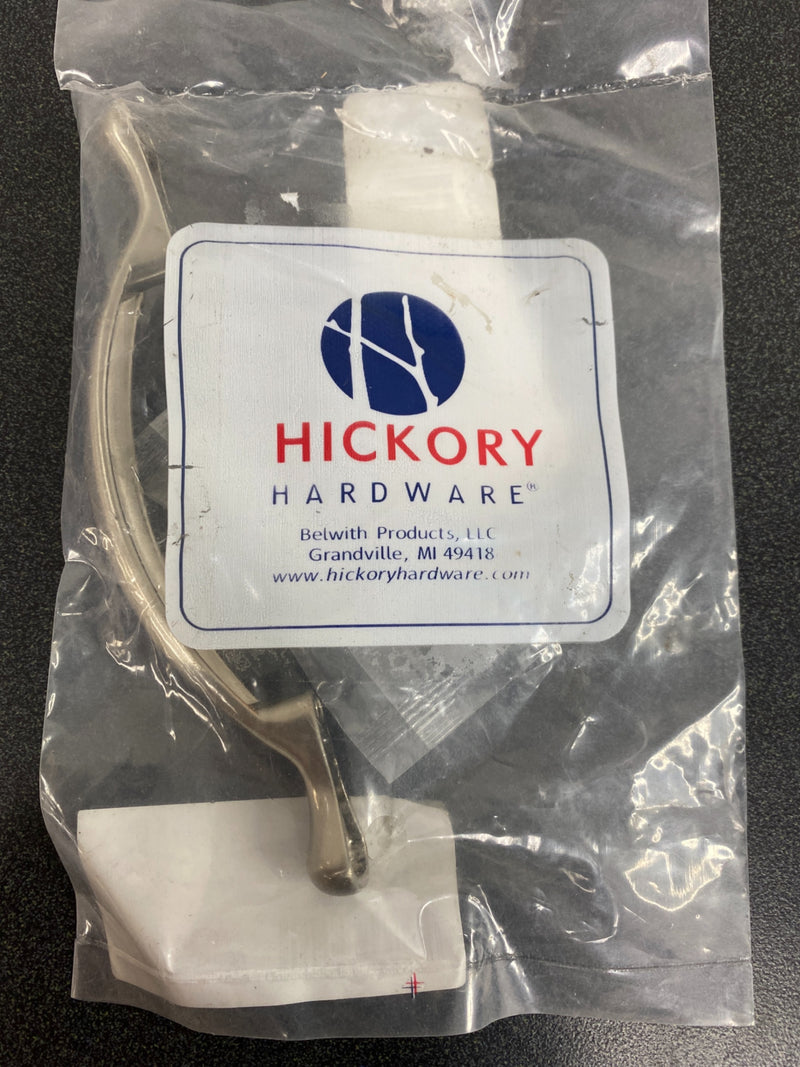 HICKORY
HARDWARE®
Belwith Products, LLC
Grandville, MI 49418
www.hickoryhardware.com